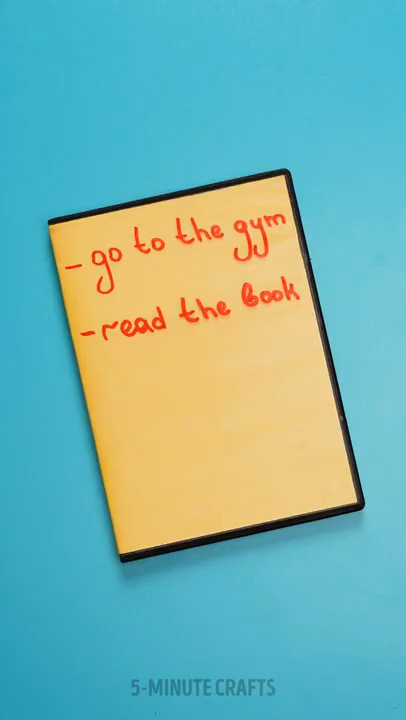 - go to the gym
- read the book
5-MINUTE CRAFTS